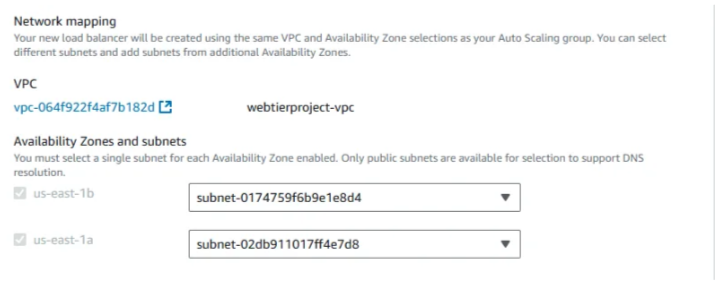 Network mapping
Your new load balancer will be created using the same VPC and Availability Zone selections as your Auto Scaling group. You can select
different subnets and add subnets from additional Availability Zones.
VPC
vpc-064f922f4af7b182d webtierproject-vpc
Availability Zones and subnets
You must select a single subnet for each Availability Zone enabled. Only public subnets are available for selection to support DNS
resolution.
us-east-1b subnet-0174759f6b9e1e8d4
us-east-1a subnet-02db911017ff4e7d8